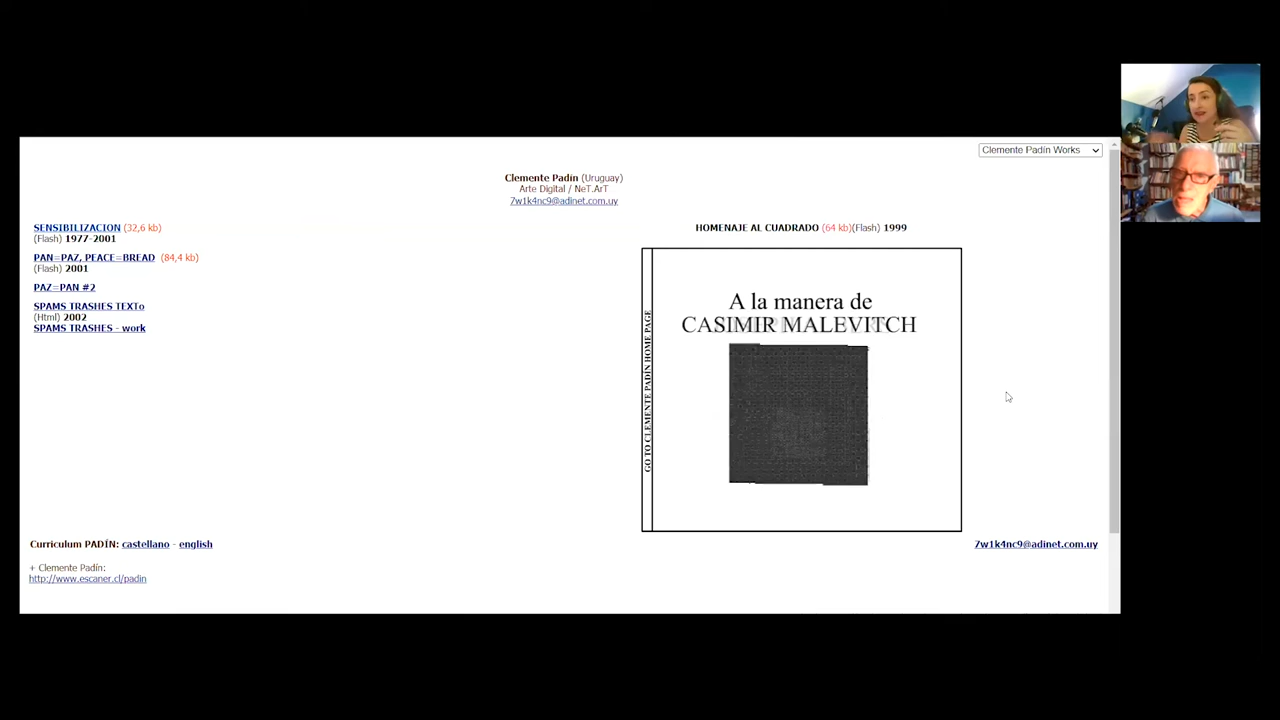 Clemente Padín Works
Clemente Padín (Uruguay)
Arte Digital / NeT.ArT
7w1k4nc9@adinet.com.uy
SENSIBILIZACION (32,6 kb)
(Flash) 1977-2001
PAN=PAZ, PEACE=BREAD (84,4 kb)
(Flash) 2001
PAZ=PAN #2
SPAMS TRASHES TEXTo
(Html) 2002
SPAMS TRASHES - work
HOMENAJE AL CUADRADO (64 kb)(Flash) 1999
GO TO CLEMENTE PADÍN HOME PAGE
A la manera de
CASIMIR MALEVITCH
Curriculum PADÍN: castellano - english
7w1k4nc9@adinet.com.uy
+ Clemente Padín:
http://www.escaner.cl/padin